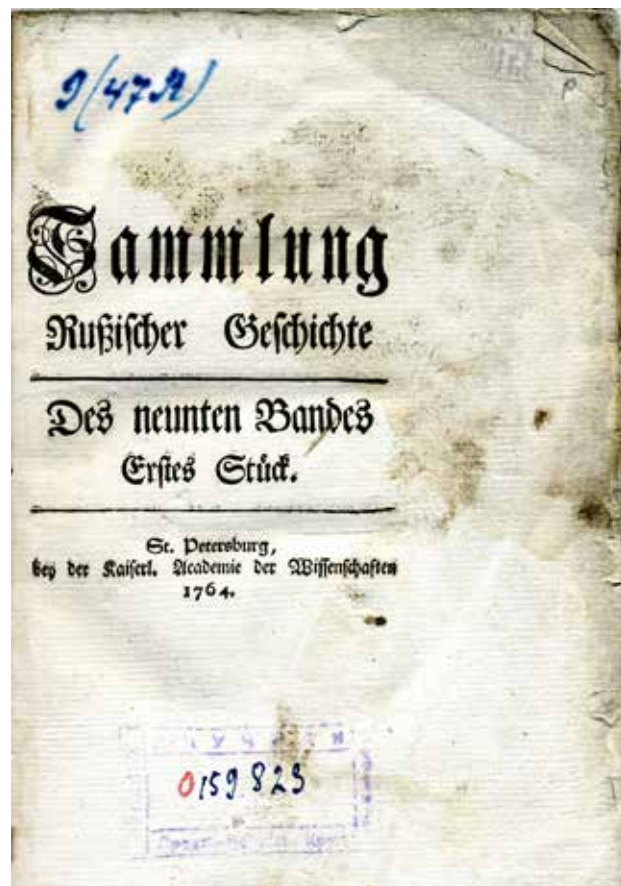 9(47Я)
Sammlung
Rußischer Geschichte
Des neunten Bandes
Erstes Stück.
St. Petersburg,
bey der Kaiserl. Academie der Wissenschaften
1764.
0159823